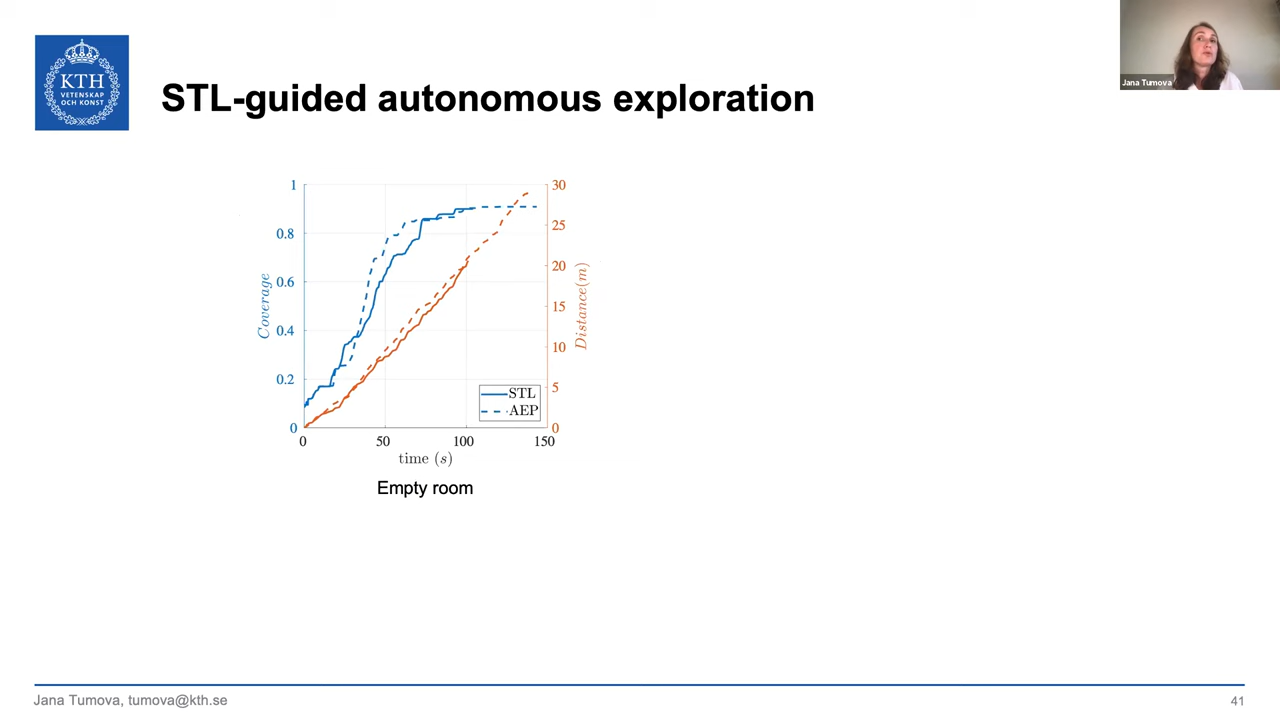 KTH
VETENSKAP
OCH KONST
STL-guided autonomous exploration
Jana Tumova
1
0.8
0.6
0.4
0.2
0
Coverage
30
25
20
15
10
5
0
Distance(m)
STL
AEP
0 50 100 150
time (s)
Empty room
Jana Tumova, tumova@kth.se
41